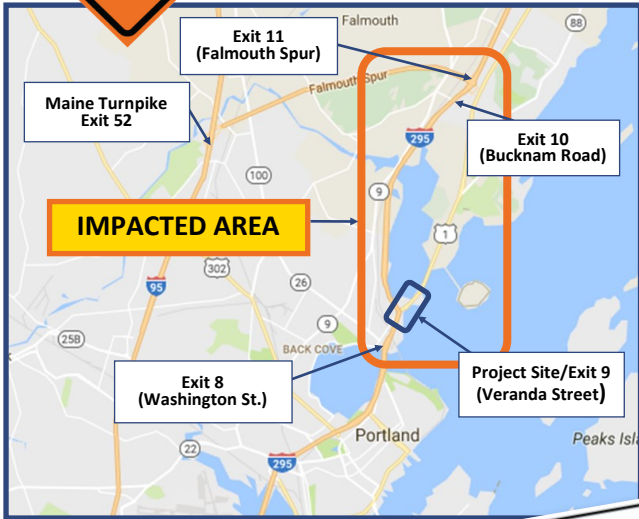 Falmouth
88
Exit 11
(Falmouth Spur)
Falmouth Spur
Maine Turnpike
Exit 52
295
Exit 10
(Bucknam Road)
100
9
IMPACTED AREA
1
302
95
26
9
25B
BACK COVE
Exit 8
(Washington St.)
Project Site/Exit 9
(Veranda Street)
Portland
Peaks Isla
22
295